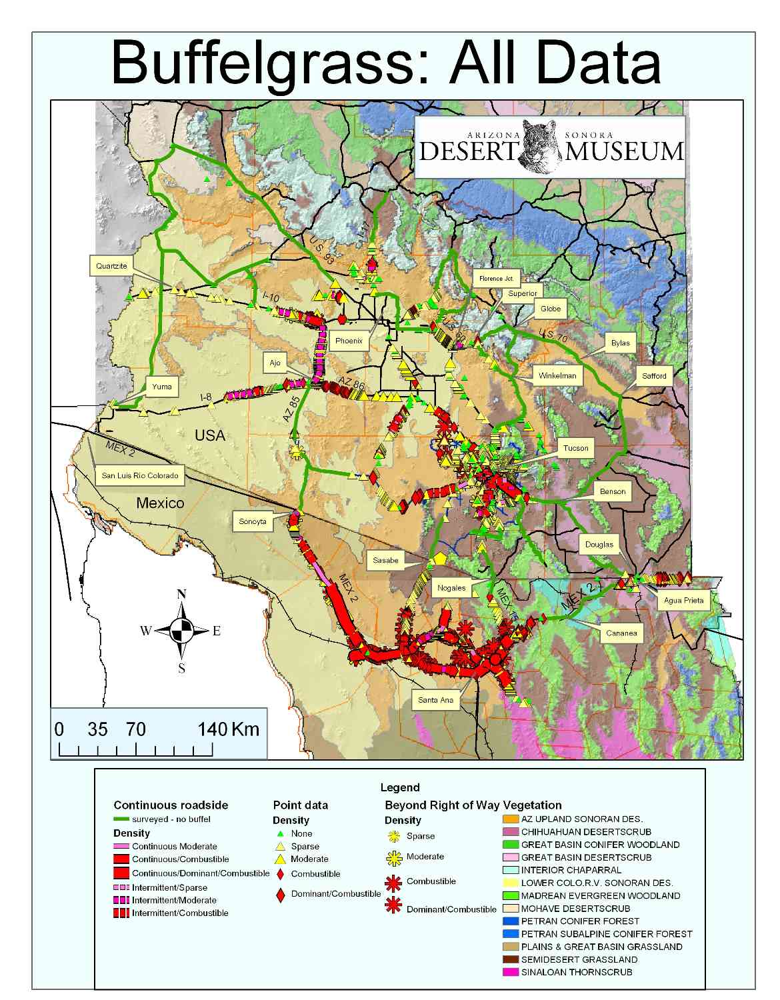 Buffelgrass: All Data
ARIZONA SONORA
DESERT MUSEUM
I-17
U.S. 93
Quartzite
Florence Jct.
Superior
I-10
Globe
U.S. 60
U.S. 70
Phoenix
Bylas
Ajo
Winkelman
Safford
Yuma
AZ 86
I-8
AZ 85
USA
MEX 2
Tucson
San Luis Rio Colorado
Benson
Mexico
Sonoyta
Douglas
Sasabe
MEX 2
Nogales
MEX 15
MEX 2
Agua Prieta
N
W E
S
Cananea
Santa Ana
0 35 70 140 Km
Legend
Continuous roadside
surveyed - no buffel
Density
Continuous Moderate
Continuous/Combustible
Continuous/Dominant/Combustible
Intermittent/Sparse
Intermittent/Moderate
Intermittent/Combustible
Point data
Density
None
Sparse
Moderate
Combustible
Dominant/Combustible
Beyond Right of Way
Density
Sparse
Moderate
Combustible
Dominant/Combustible
Vegetation
AZ UPLAND SONORAN DES.
CHIHUAHUAN DESERTSCRUB
GREAT BASIN CONIFER WOODLAND
GREAT BASIN DESERTSCRUB
INTERIOR CHAPARRAL
LOWER COLO.R.V. SONORAN DES.
MADREAN EVERGREEN WOODLAND
MOHAVE DESERTSCRUB
PETRAN CONIFER FOREST
PETRAN SUBALPINE CONIFER FOREST
PLAINS & GREAT BASIN GRASSLAND
SEMIDESERT GRASSLAND
SINALOAN THORNSCRUB